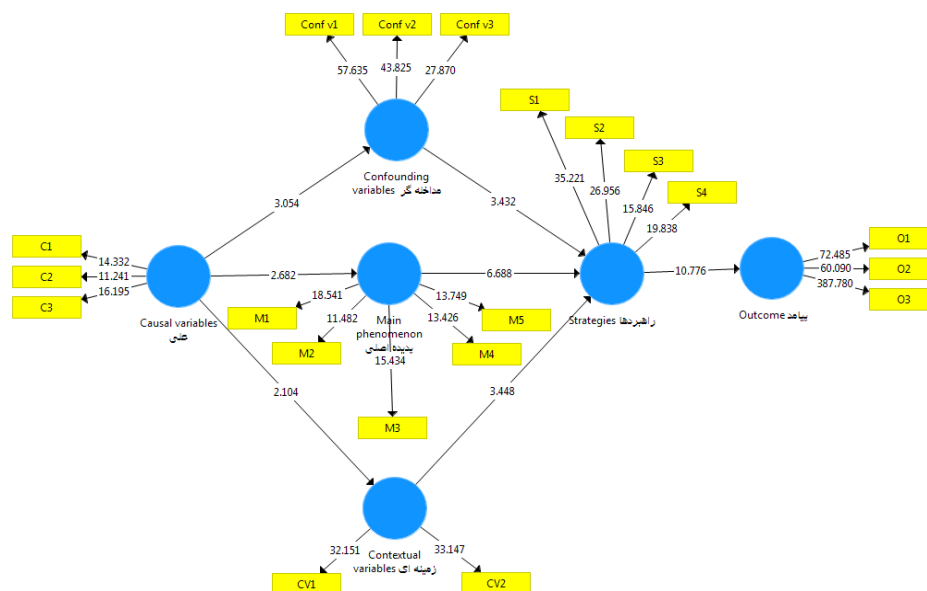 Conf v1
Conf v2
Conf v3
57.635
43.825
27.870
S1
S2
S3
S4
35.221
26.956
15.846
19.838
Confounding
variables مداخله گر
3.054
3.432
C1
C2
C3
14.332
11.241
16.195
Causal variables
علی
2.682
6.688
10.776
M1
M2
M3
M4
M5
18.541
11.482
15.434
13.426
13.749
Main
phenomenon
پدیده اصلی
Strategies راهبردها
Outcome پیامد
72.485
60.090
387.780
O1
O2
O3
2.104
3.448
32.151
33.147
Contextual
variables زمینه ای
CV1
CV2